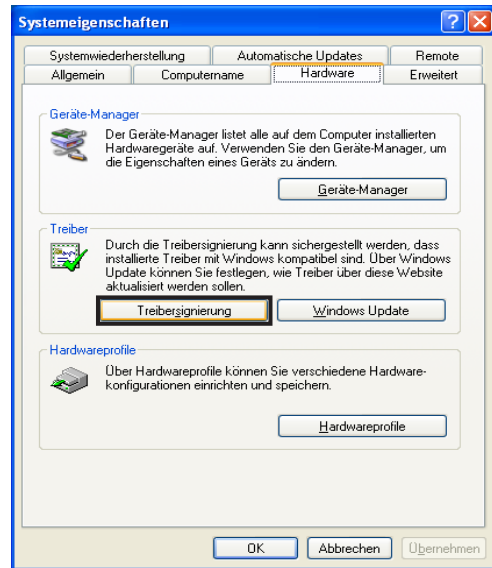 Systemeigenschaften
Systemwiederherstellung Automatische Updates Remote
Allgemein Computername Hardware Erweitert
Geräte-Manager
Der Geräte-Manager listet alle auf dem Computer installierten
Hardwaregeräte auf. Verwenden Sie den Geräte-Manager, um
die Eigenschaften eines Geräts zu ändern.
Geräte-Manager
Treiber
Durch die Treibersignierung kann sichergestellt werden, dass
installierte Treiber mit Windows kompatibel sind. Über Windows
Update können Sie festlegen, wie Treiber über diese Website
aktualisiert werden sollen.
Treibersignierung Windows Update
Hardwareprofile
Über Hardwareprofile können Sie verschiedene Hardware-
konfigurationen einrichten und speichern.
Hardwareprofile
OK Abbrechen Übernehmen